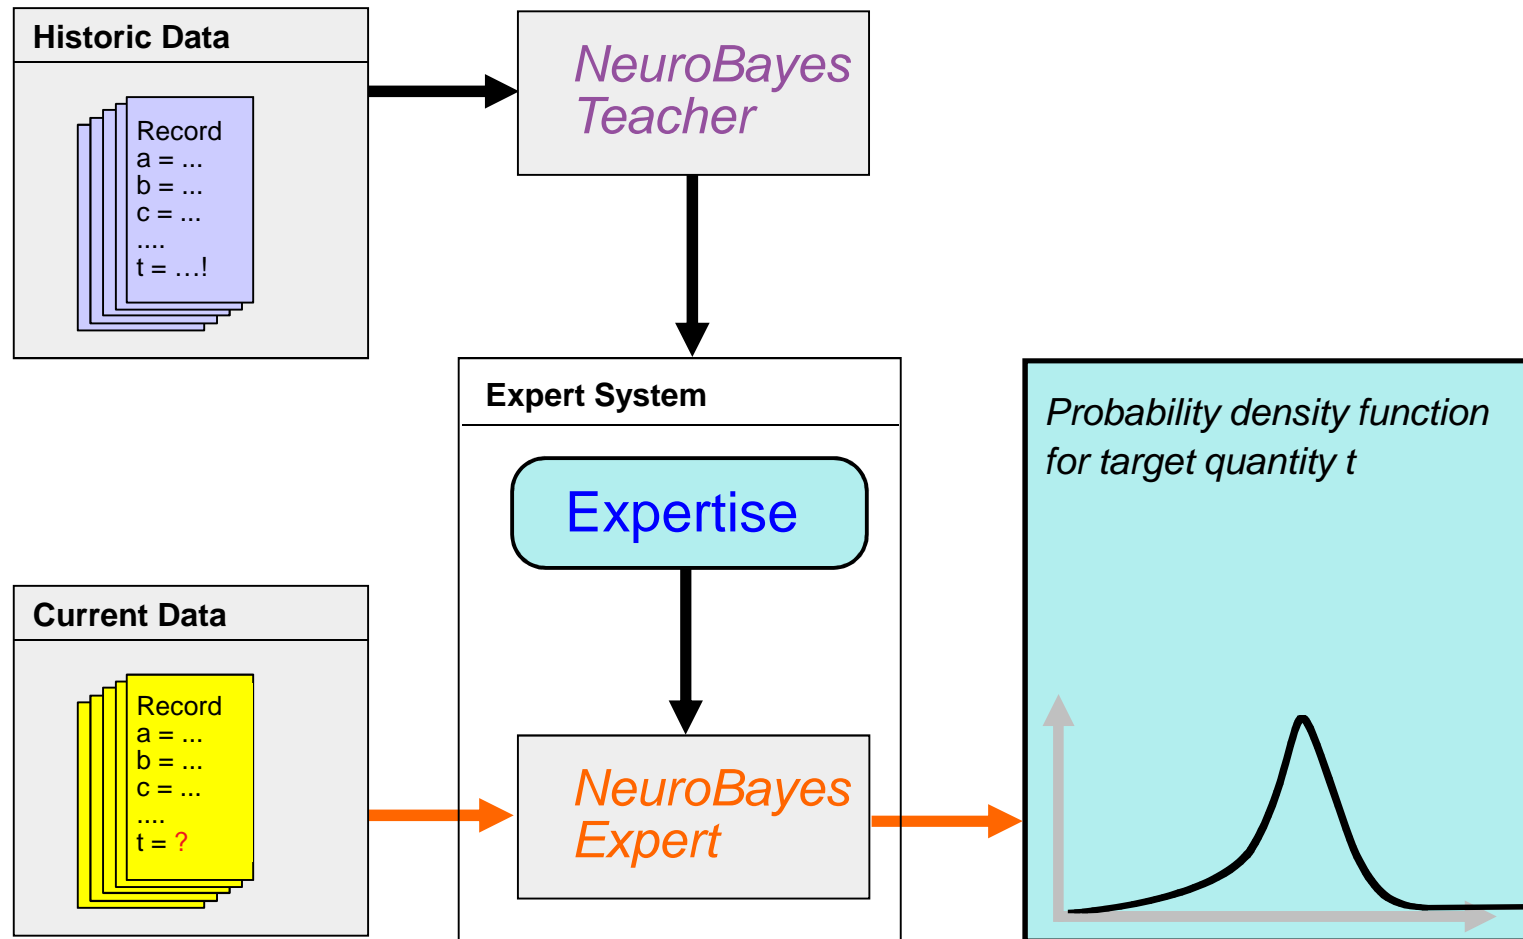 Historic Data
Record
a = ...
b = ...
c = ...
....
t = …!
NeuroBayes
Teacher
Expert System
Expertise
Probability density function
for target quantity t
Current Data
Record
a = ...
b = ...
c = ...
....
t = ?
NeuroBayes
Expert